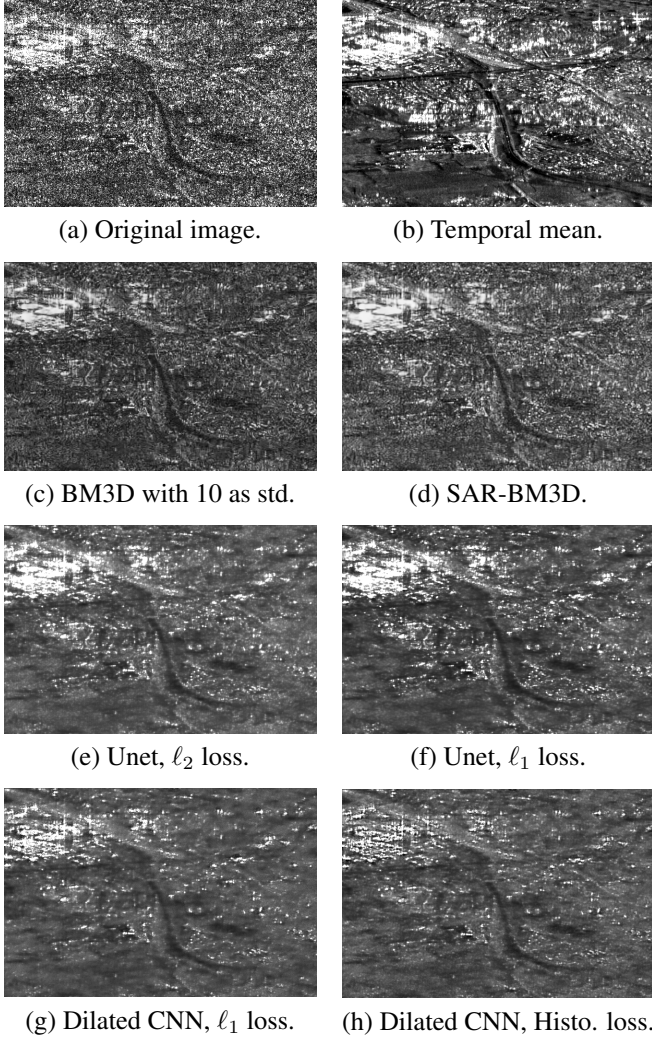 (a) Original image.
(b) Temporal mean.
(c) BM3D with 10 as std.
(d) SAR-BM3D.
(e) Unet, ℓ₂ loss.
(f) Unet, ℓ₁ loss.
(g) Dilated CNN, ℓ₁ loss.
(h) Dilated CNN, Histo. loss.